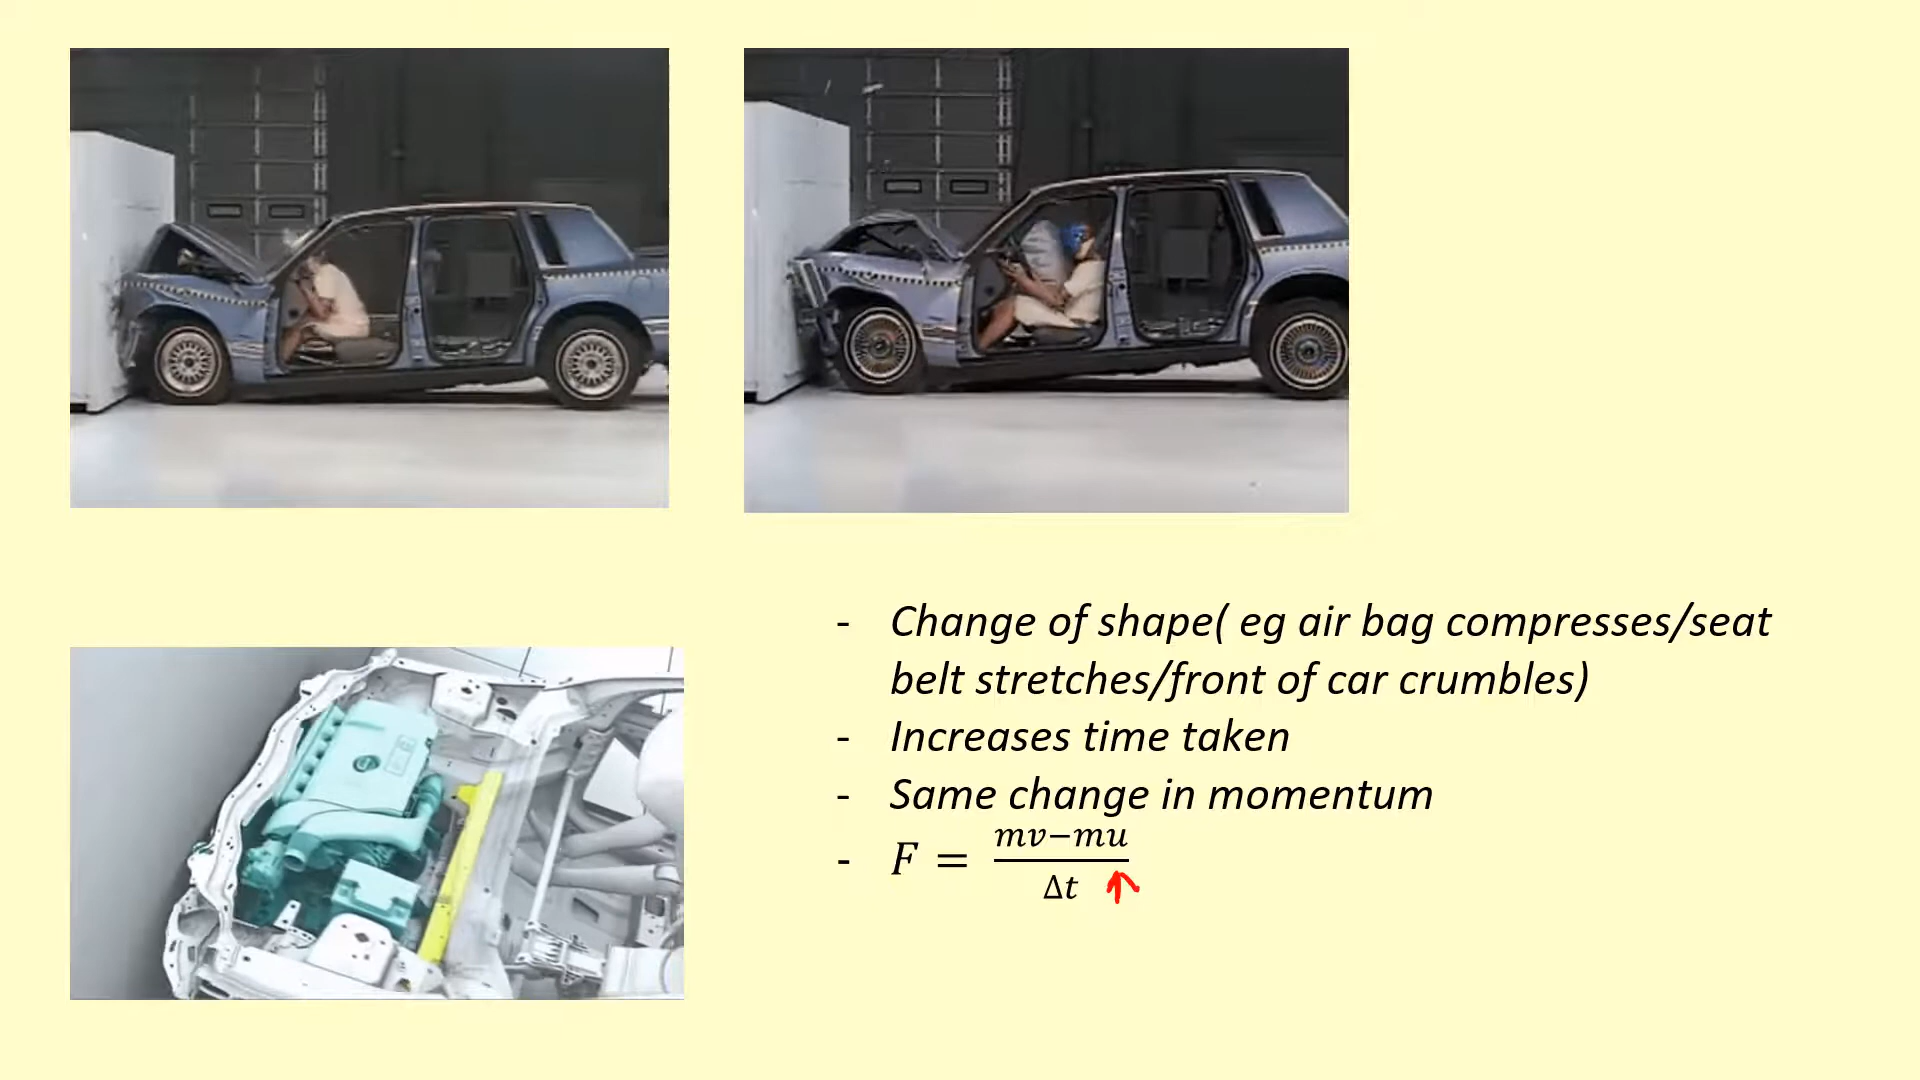 - Change of shape( eg air bag compresses/seat
belt stretches/front of car crumbles)
- Increases time taken
- Same change in momentum
- F = (mv−mu)/Δt ↑